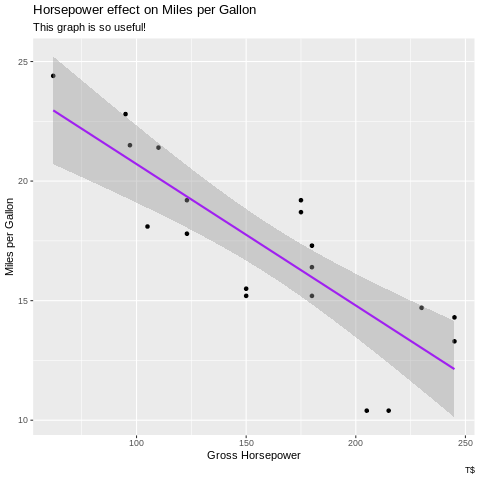 Horsepower effect on Miles per Gallon
This graph is so useful!
25
20
15
10
Miles per Gallon
100 150 200 250
Gross Horsepower
T$